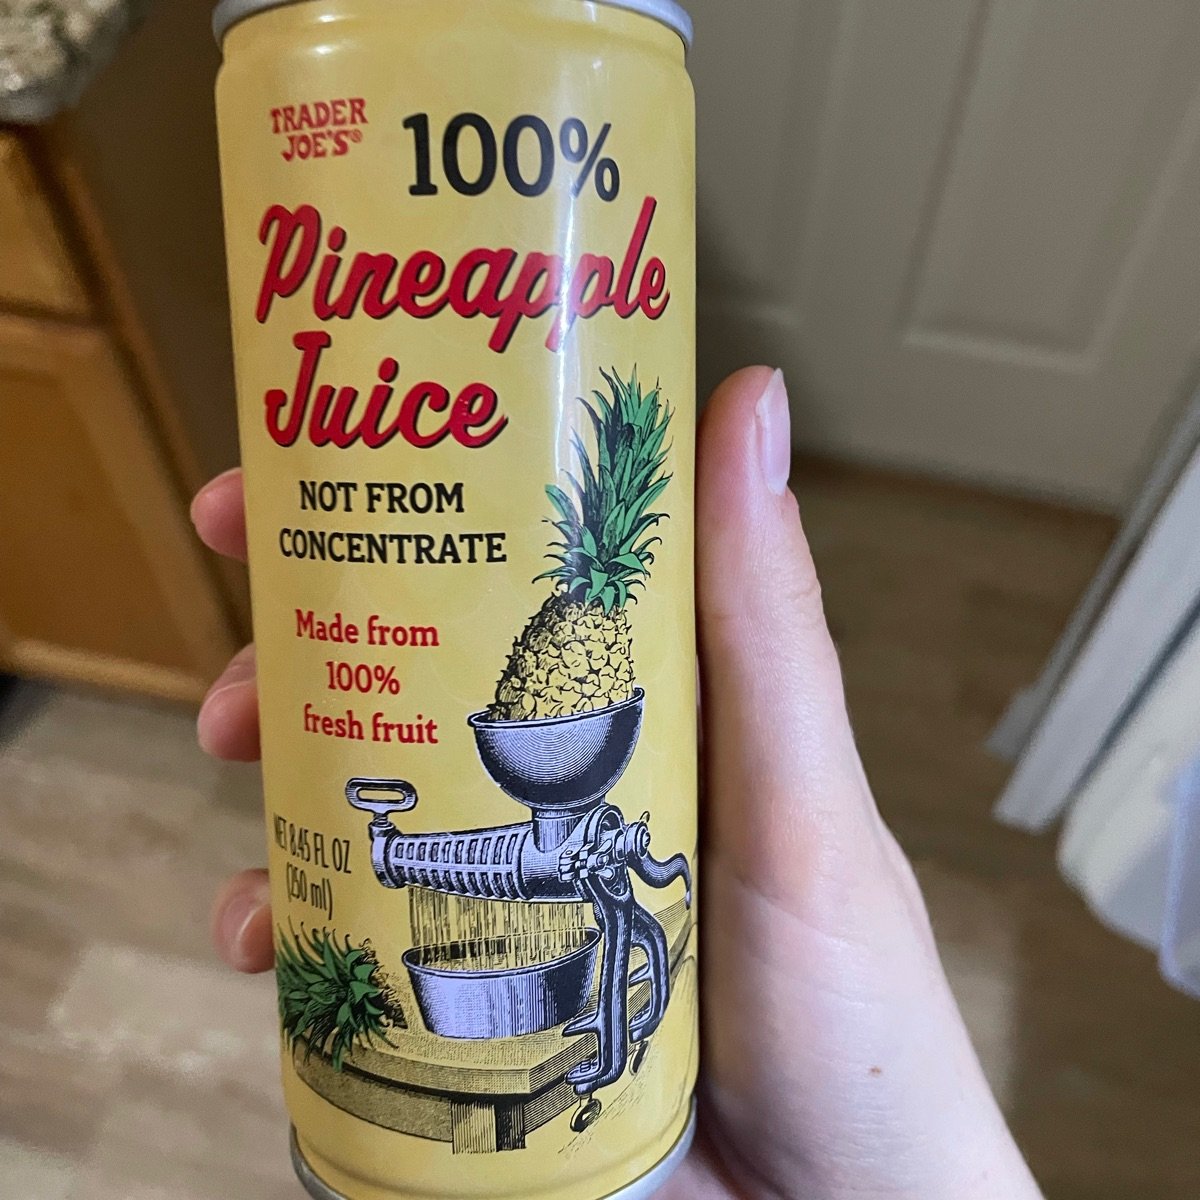 TRADER
JOE'S®
100%
Pineapple
Juice
NOT FROM
CONCENTRATE
Made from
100%
fresh fruit
NET 8.45 FL OZ
(250 ml)